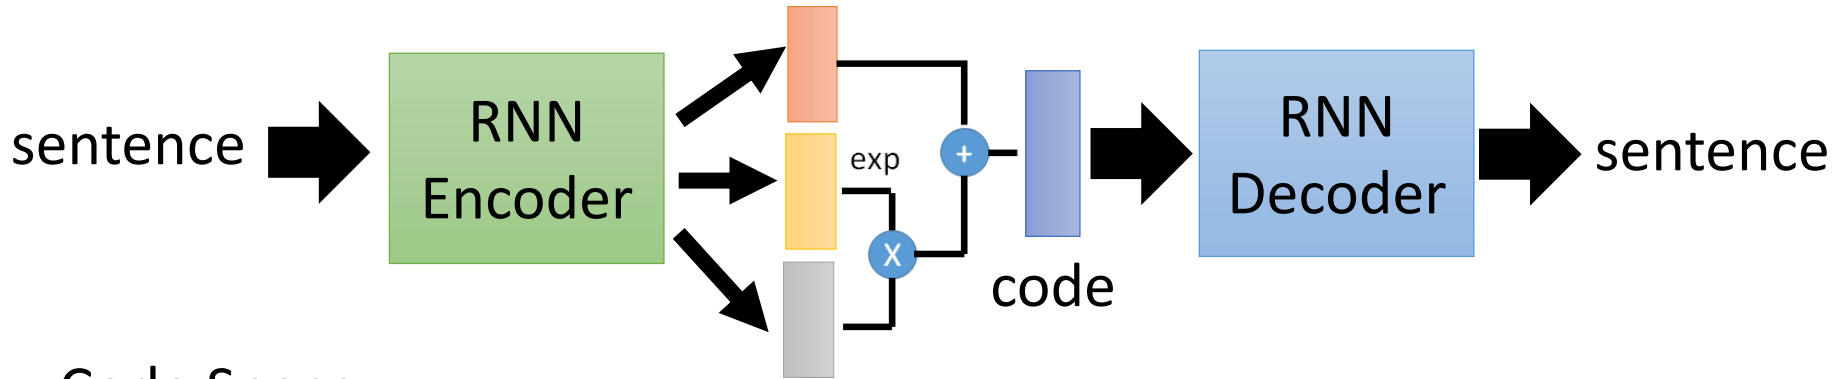 sentence
RNN
Encoder
exp
+
X
code
RNN
Decoder
sentence